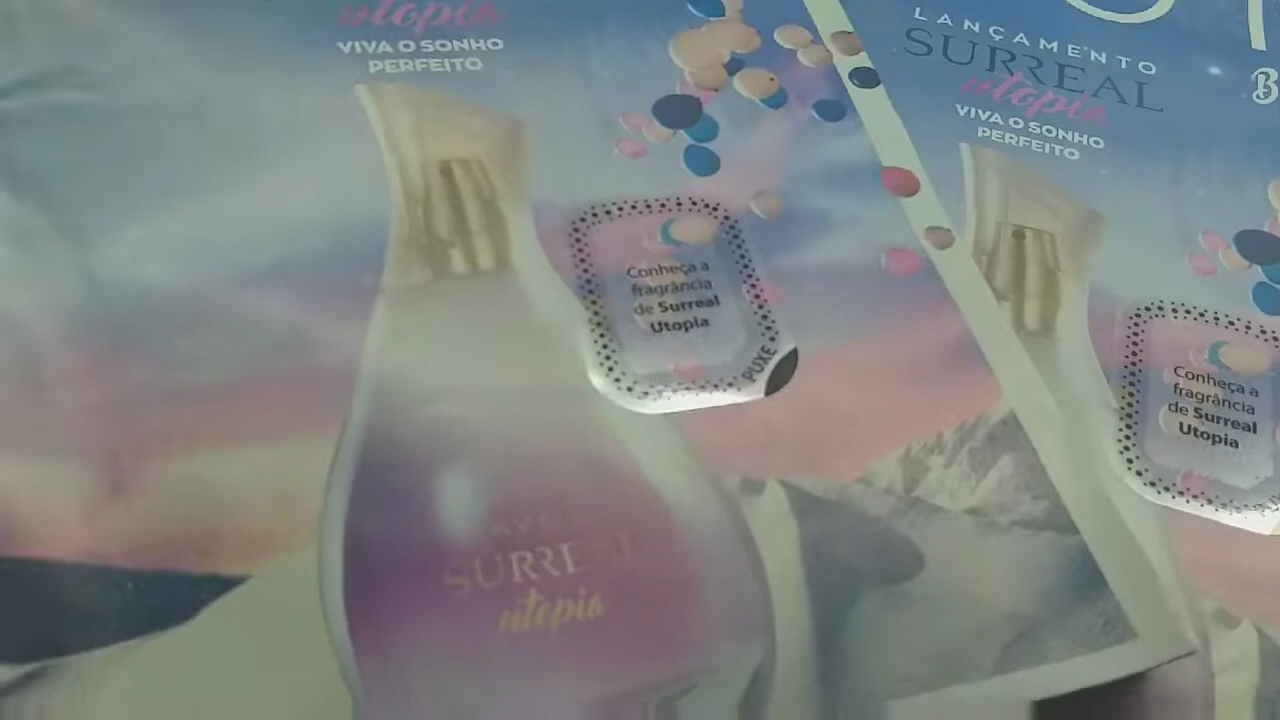 utopia
VIVA O SONHO
PERFEITO
Conheça a
fragrância
de Surreal
Utopia
PUXE
AVON
SURREAL
utopia
LANÇAMENTO
SURREAL
utopia
VIVA O SONHO
PERFEITO
Conheça a
fragrância
de Surreal
Utopia